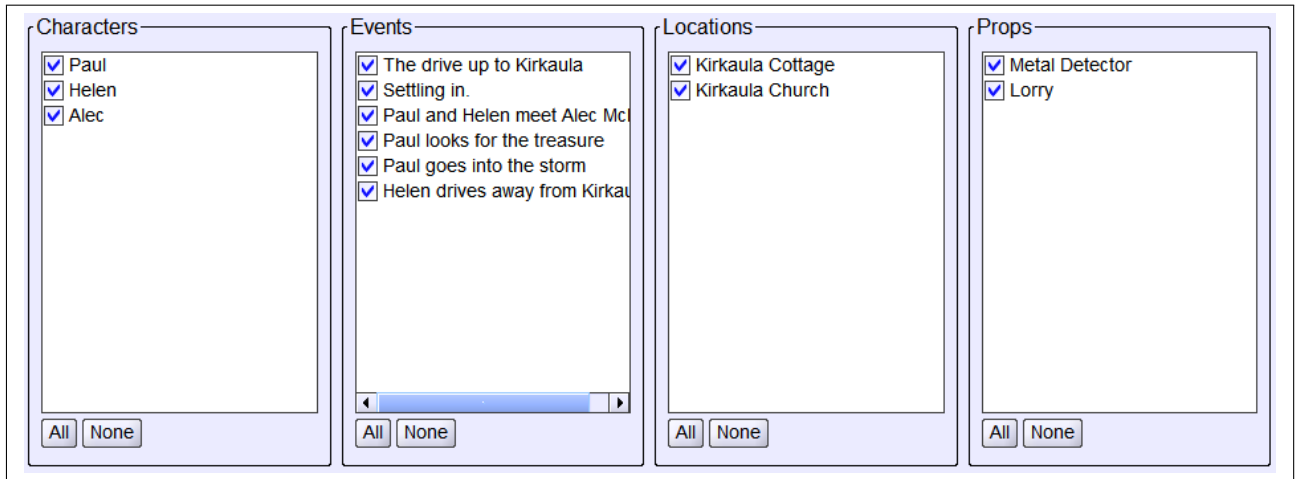 Characters
Paul
Helen
Alec
All None
Events
The drive up to Kirkaula
Settling in.
Paul and Helen meet Alec
Paul looks for the treasure
Paul goes into the storm
Helen drives away from
All None
Locations
Kirkaula Cottage
Kirkaula Church
All None
Props
Metal Detector
Lorry
All None